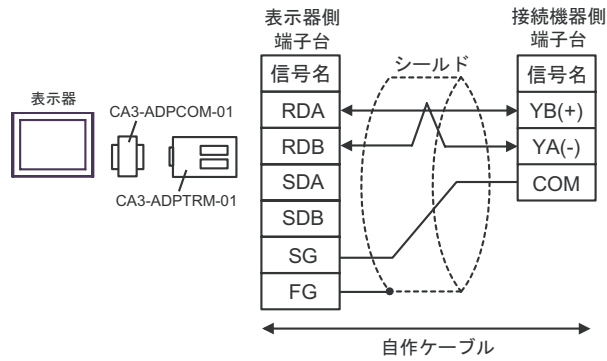 表示器側
端子台
接続機器側
端子台
シールド
信号名
信号名
表示器
CA3-ADPCOM-01
RDA
YB(+)
RDB
YA(-)
SDA
COM
CA3-ADPTRM-01
SDB
SG
FG
自作ケーブル